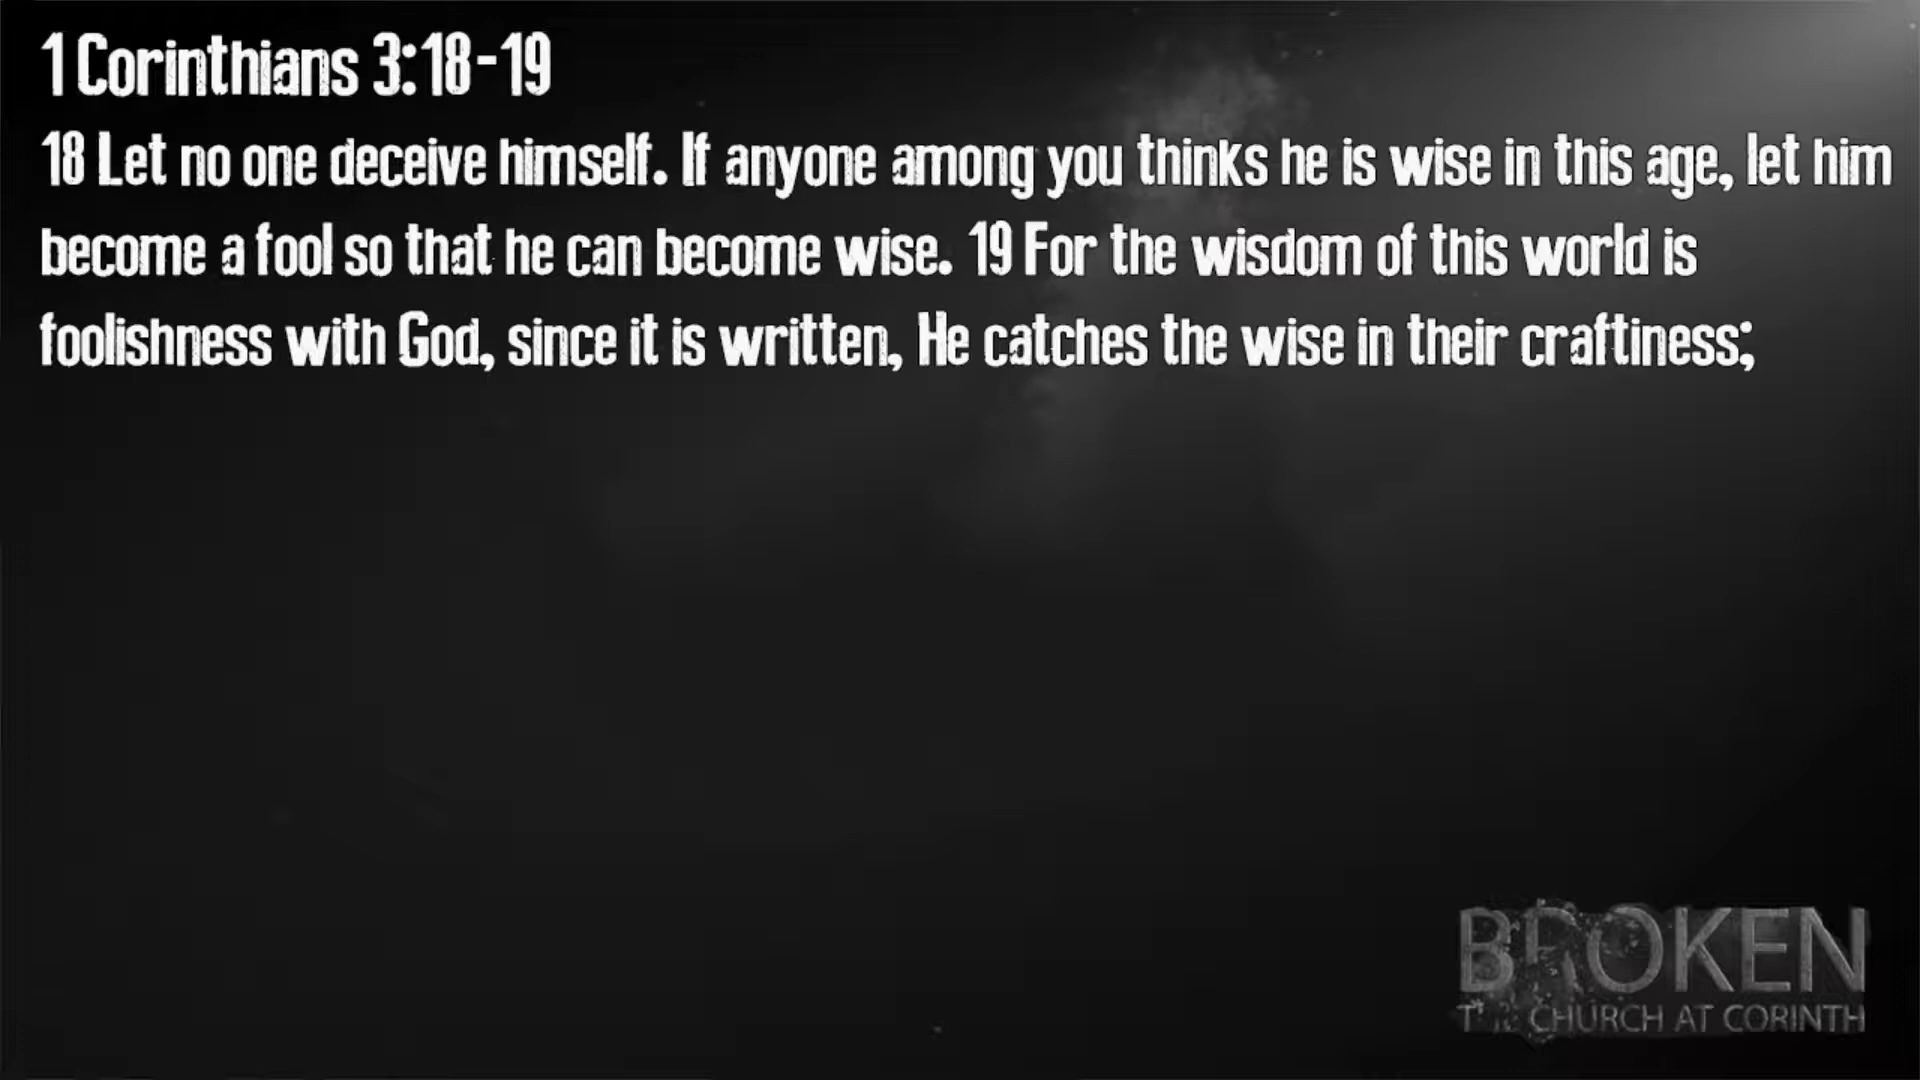 1 Corinthians 3:18-19
18 Let no one deceive himself. If anyone among you thinks he is wise in this age, let him
become a fool so that he can become wise. 19 For the wisdom of this world is
foolishness with God, since it is written, He catches the wise in their craftiness;
BROKEN
THE CHURCH AT CORINTH